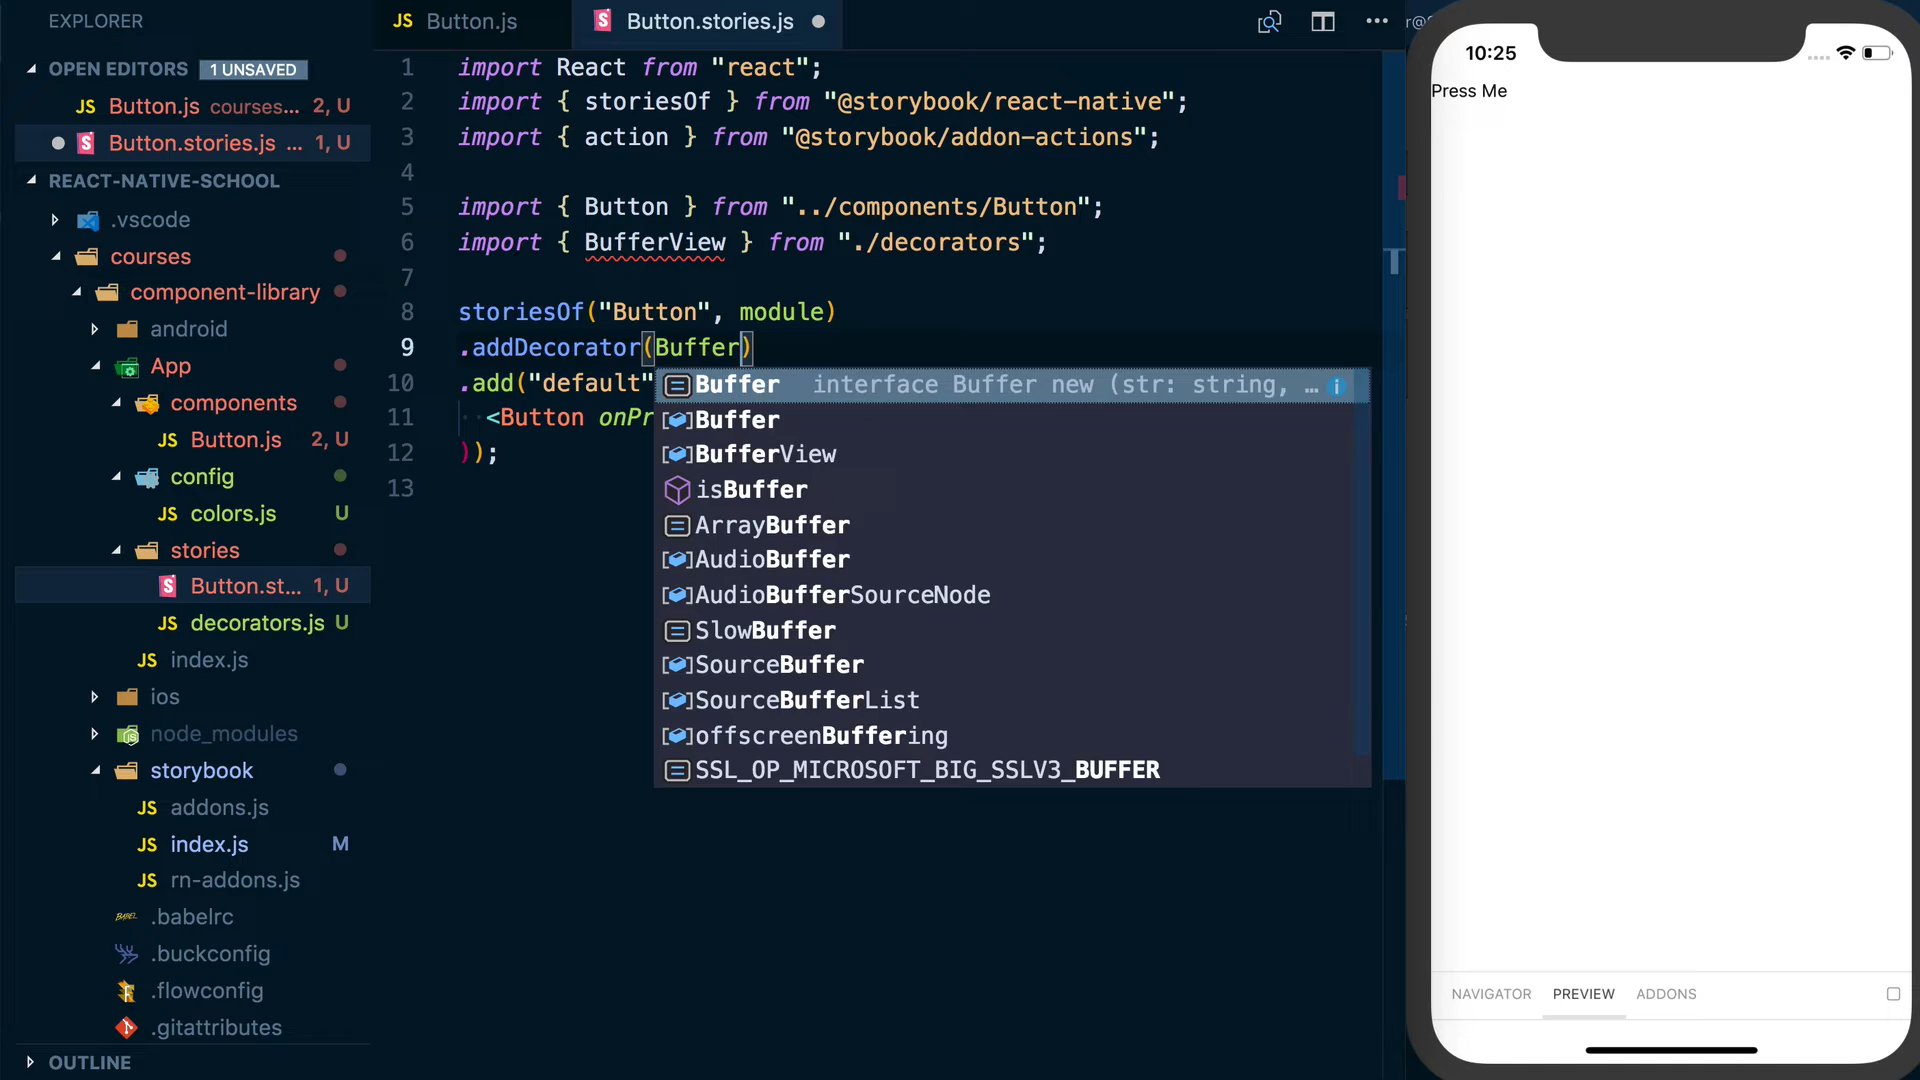 EXPLORER
OPEN EDITORS 1 UNSAVED
JS Button.js courses... 2, U
Button.stories.js ... 1, U
REACT-NATIVE-SCHOOL
.vscode
courses
component-library
android
App
components
JS Button.js 2, U
config
JS colors.js U
stories
Button.st... 1, U
JS decorators.js U
JS index.js
ios
node_modules
storybook
JS addons.js
JS index.js M
JS rn-addons.js
BABEL .babelrc
.buckconfig
.flowconfig
.gitattributes
OUTLINE
JS Button.js
Button.stories.js
1 import React from "react";
2 import { storiesOf } from "@storybook/react-native";
3 import { action } from "@storybook/addon-actions";
4
5 import { Button } from "../components/Button";
6 import { BufferView } from "./decorators";
7
8 storiesOf("Button", module)
9 .addDecorator(Buffer)
10 .add("default"
11 <Button onPr
12 ));
13
Buffer interface Buffer new (str: string, ...
Buffer
BufferView
isBuffer
ArrayBuffer
AudioBuffer
AudioBufferSourceNode
SlowBuffer
SourceBuffer
SourceBufferList
offscreenBuffering
SSL_OP_MICROSOFT_BIG_SSLV3_BUFFER
10:25
Press Me
NAVIGATOR PREVIEW ADDONS